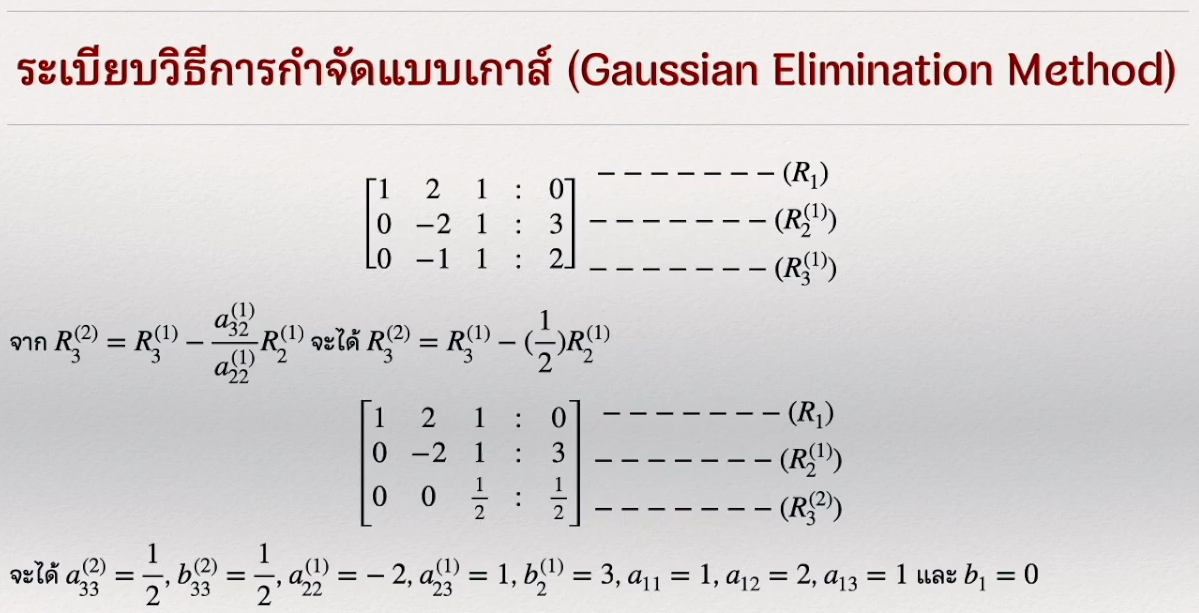 ระเบียบวิธีการกำจัดแบบเกาส์ (Gaussian Elimination Method)
[1 2 1 : 0] − − − − − − − (R₁)
[0 −2 1 : 3] − − − − − − − (R₂⁽¹⁾)
[0 −1 1 : 2] − − − − − − − (R₃⁽¹⁾)
จาก R₃⁽²⁾ = R₃⁽¹⁾ − (a₃₂⁽¹⁾/a₂₂⁽¹⁾)R₂⁽¹⁾ จะได้ R₃⁽²⁾ = R₃⁽¹⁾ − (1/2)R₂⁽¹⁾
[1 2 1 : 0] − − − − − − − (R₁)
[0 −2 1 : 3] − − − − − − − (R₂⁽¹⁾)
[0 0 1/2 : 1/2] − − − − − − − (R₃⁽²⁾)
จะได้ a₃₃⁽²⁾ = 1/2, b₃₃⁽²⁾ = 1/2, a₂₂⁽¹⁾ = − 2, a₂₃⁽¹⁾ = 1, b₂⁽¹⁾ = 3, a₁₁ = 1, a₁₂ = 2, a₁₃ = 1 และ b₁ = 0